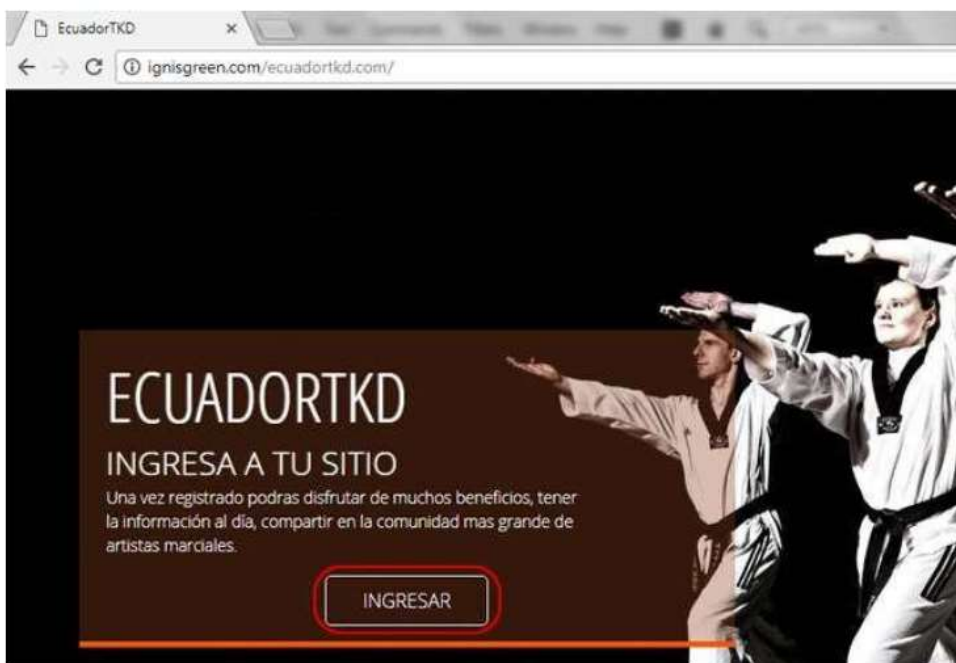 EcuadorTKD
ignisgreen.com/ecuadortkd.com/
ECUADORTKD
INGRESA A TU SITIO
Una vez registrado podras disfrutar de muchos beneficios, tener
la información al día, compartir en la comunidad mas grande de
artistas marciales.
INGRESAR